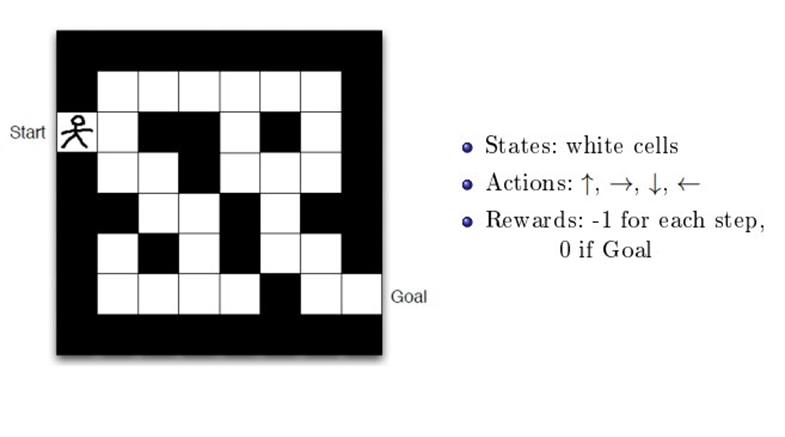 Start
Goal
States: white cells
Actions: ↑, →, ↓, ←
Rewards: -1 for each step,
0 if Goal